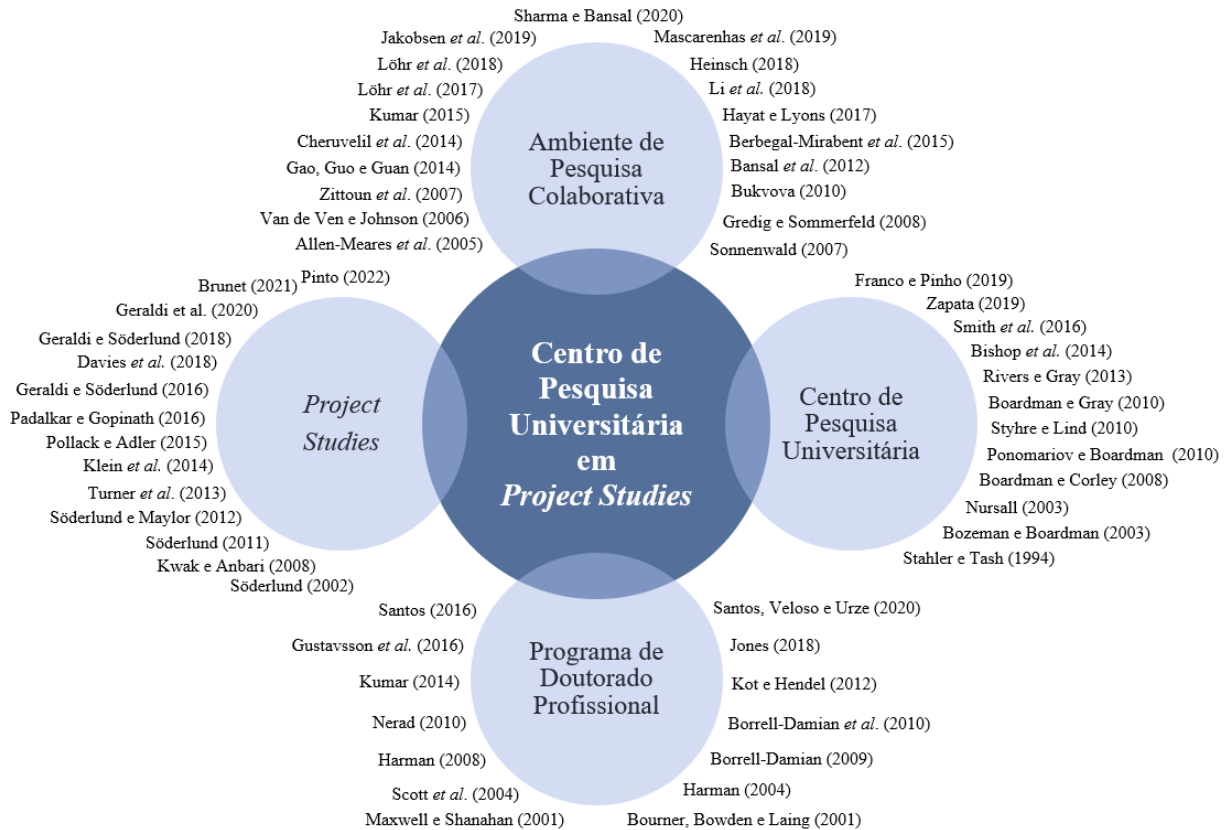 Sharma e Bansal (2020)
Jakobsen et al. (2019)
Mascarenhas et al. (2019)
Löhr et al. (2018)
Heinsch (2018)
Löhr et al. (2017)
Li et al. (2018)
Kumar (2015)
Hayat e Lyons (2017)
Cheruvelil et al. (2014)
Berbegal-Mirabent et al. (2015)
Gao, Guo e Guan (2014)
Bansal et al. (2012)
Zittoun et al. (2007)
Bukvova (2010)
Van de Ven e Johnson (2006)
Gredig e Sommerfeld (2008)
Allen-Meares et al. (2005)
Sonnenwald (2007)
Ambiente de
Pesquisa
Colaborativa
Pinto (2022)
Brunet (2021)
Geraldi et al. (2020)
Geraldi e Söderlund (2018)
Davies et al. (2018)
Geraldi e Söderlund (2016)
Padalkar e Gopinath (2016)
Pollack e Adler (2015)
Klein et al. (2014)
Turner et al. (2013)
Söderlund e Maylor (2012)
Söderlund (2011)
Kwak e Anbari (2008)
Söderlund (2002)
Project
Studies
Centro de
Pesquisa
Universitária
em
Project Studies
Franco e Pinho (2019)
Zapata (2019)
Smith et al. (2016)
Bishop et al. (2014)
Rivers e Gray (2013)
Boardman e Gray (2010)
Styhre e Lind (2010)
Ponomariov e Boardman (2010)
Boardman e Corley (2008)
Nursall (2003)
Bozeman e Boardman (2003)
Stahler e Tash (1994)
Centro de
Pesquisa
Universitária
Santos (2016)
Santos, Veloso e Urze (2020)
Gustavsson et al. (2016)
Jones (2018)
Kumar (2014)
Kot e Hendel (2012)
Nerad (2010)
Borrell-Damian et al. (2010)
Harman (2008)
Borrell-Damian (2009)
Scott et al. (2004)
Harman (2004)
Maxwell e Shanahan (2001)
Bourner, Bowden e Laing (2001)
Programa de
Doutorado
Profissional